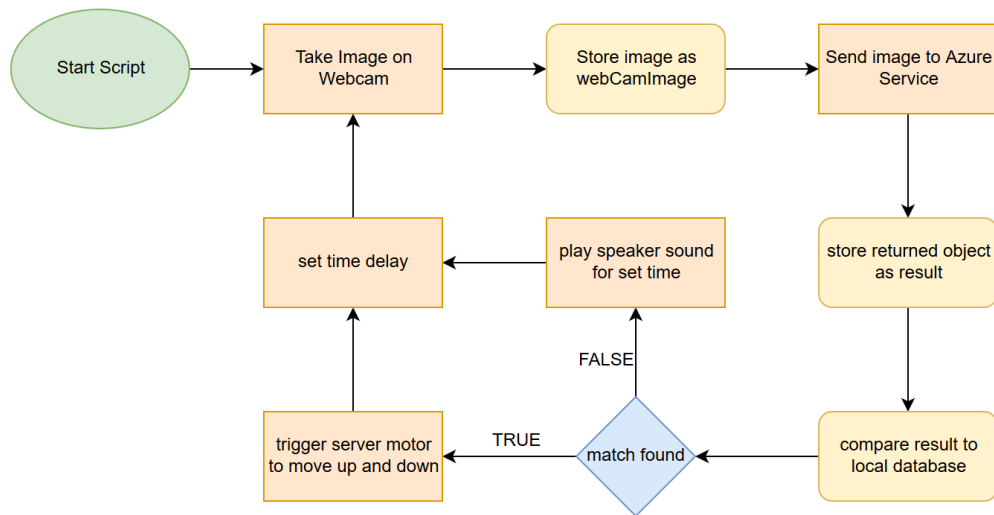 Start Script
Take Image on
Webcam
Store image as
webCamImage
Send image to Azure
Service
store returned object
as result
compare result to
local database
match found
TRUE
trigger server motor
to move up and down
FALSE
play speaker sound
for set time
set time delay